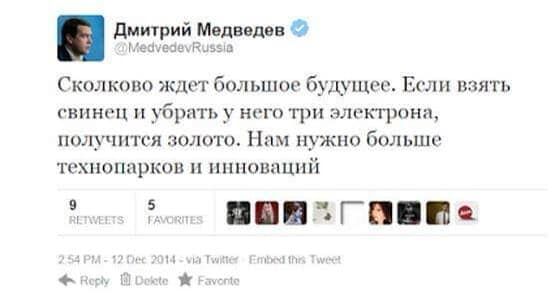 Дмитрий Медведев
@MedvedevRussia
Сколково ждет большое будущее. Если взять
свинец и убрать у него три электрона,
получится золото. Нам нужно больше
технопарков и инноваций
9 5
RETWEETS FAVORITES
2:54 PM - 12 Dec 2014 - via Twitter · Embed this Tweet
Reply Delete Favorite